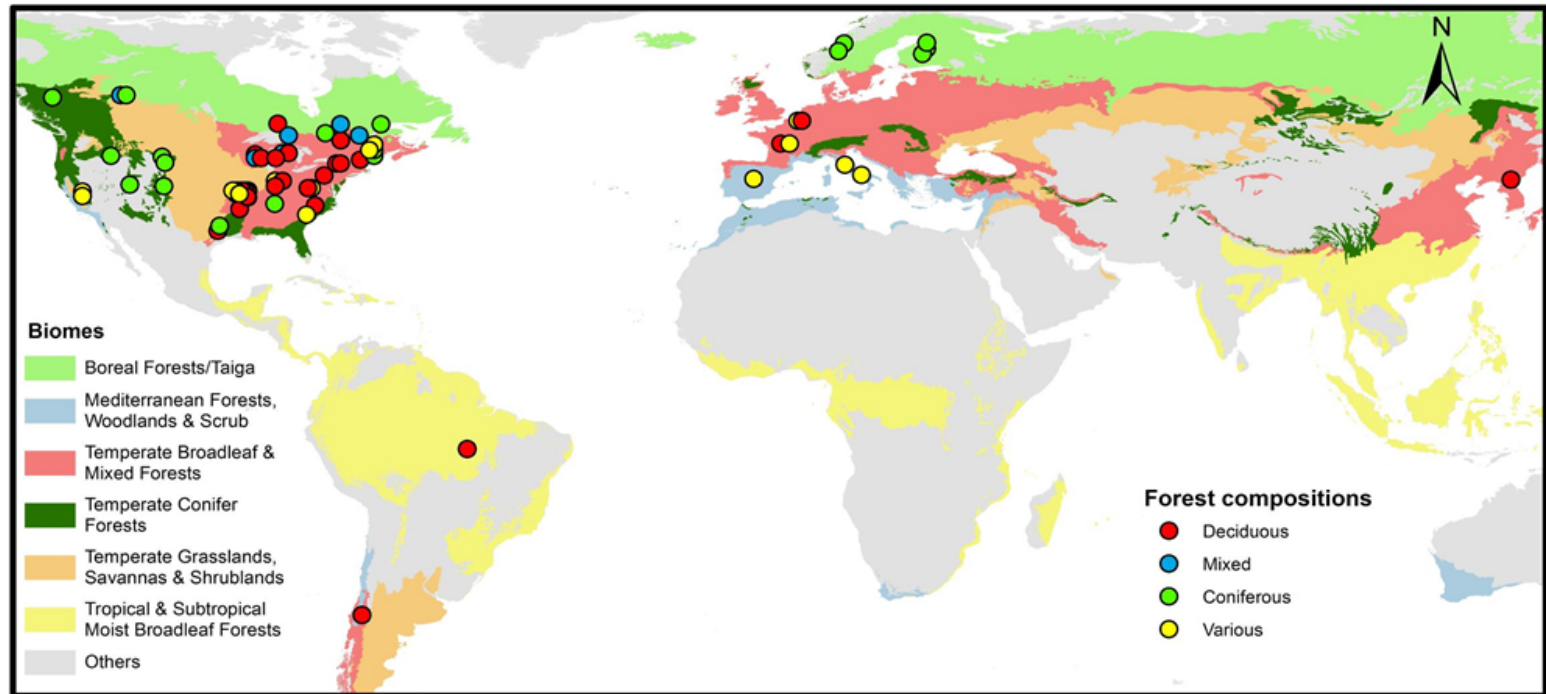 N
Biomes
Boreal Forests/Taiga
Mediterranean Forests,
Woodlands & Scrub
Temperate Broadleaf &
Mixed Forests
Temperate Conifer
Forests
Temperate Grasslands,
Savannas & Shrublands
Tropical & Subtropical
Moist Broadleaf Forests
Others
Forest compositions
Deciduous
Mixed
Coniferous
Various